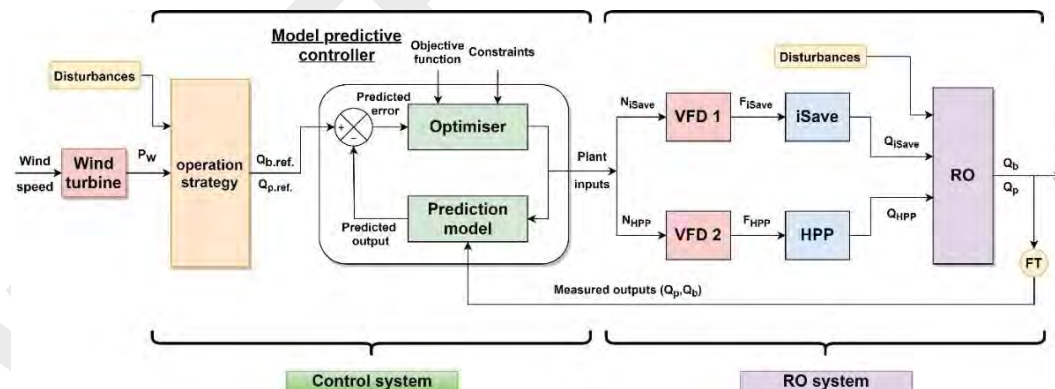 Model predictive
controller
Objective
function
Constraints
Disturbances
Disturbances
Predicted
error
Optimiser
N_iSave
VFD 1
F_iSave
iSave
Q_iSave
Wind
speed
Wind
turbine
P_W
operation
strategy
Q_b.ref.
Q_p.ref.
+
−
Plant
inputs
RO
Q_b
Q_p
Prediction
model
Predicted
output
N_HPP
VFD 2
F_HPP
HPP
Q_HPP
FT
Measured outputs (Q_p,Q_b)
Control system
RO system